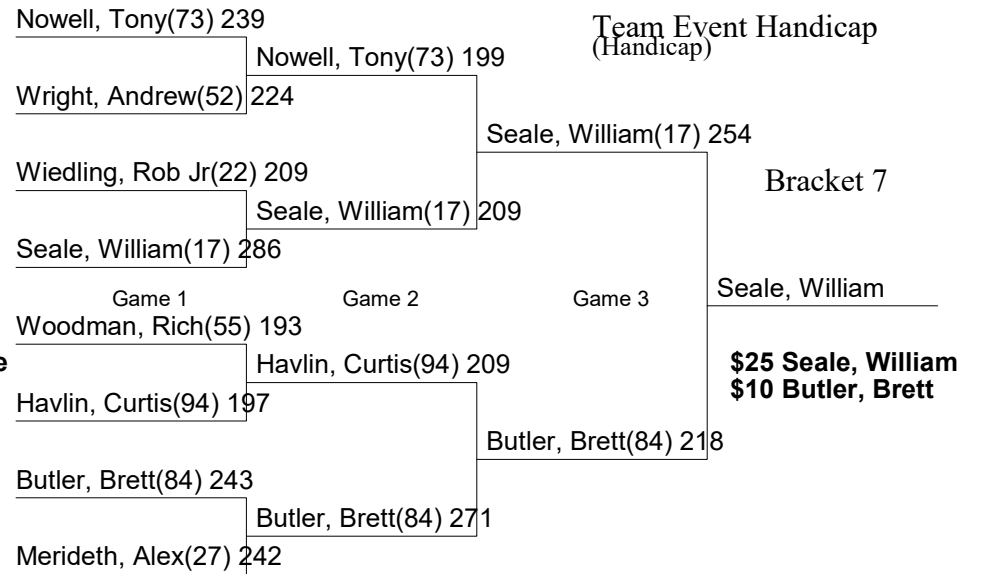 Nowell, Tony(73) 239
Team Event Handicap
(Handicap)
Nowell, Tony(73) 199
Wright, Andrew(52) 224
Seale, William(17) 254
Wiedling, Rob Jr(22) 209
Bracket 7
Seale, William(17) 209
Seale, William(17) 286
Game 1
Game 2
Game 3
Seale, William
Woodman, Rich(55) 193
e
Havlin, Curtis(94) 209
$25 Seale, William
$10 Butler, Brett
Havlin, Curtis(94) 197
Butler, Brett(84) 218
Butler, Brett(84) 243
Butler, Brett(84) 271
Merideth, Alex(27) 242